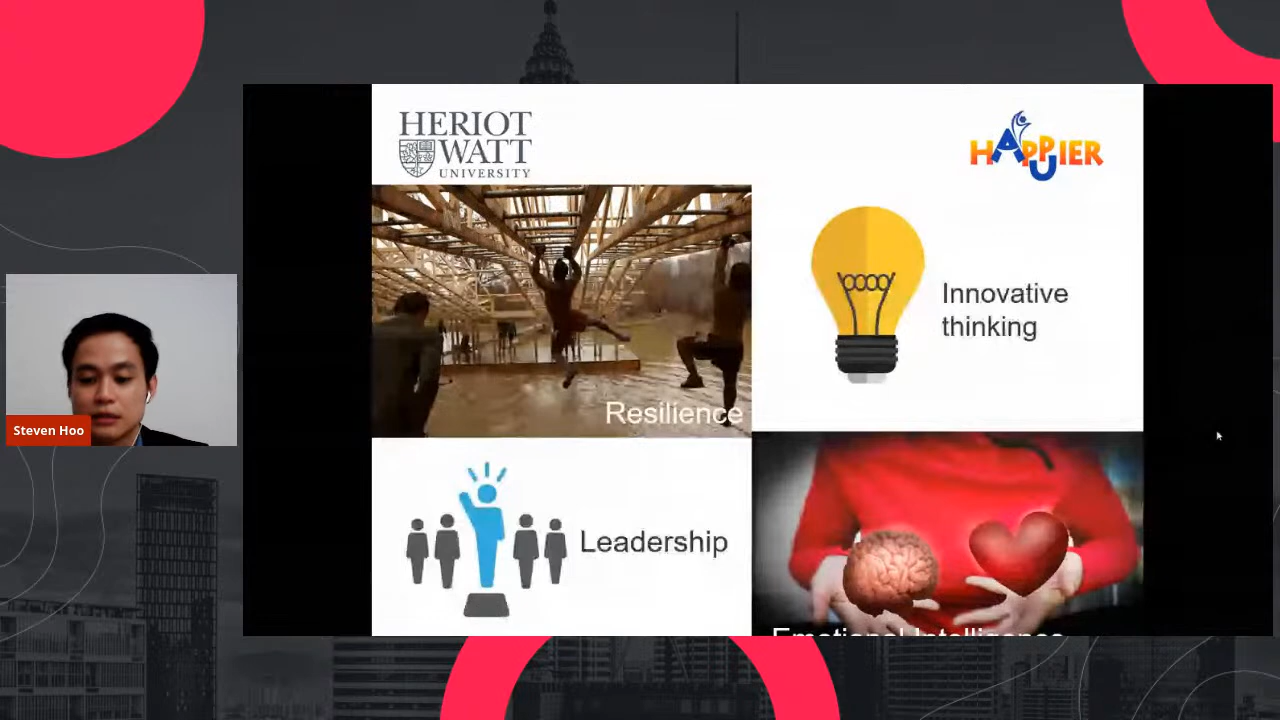 HERIOT
WATT
UNIVERSITY
HAPPIER
U
Innovative
thinking
Resilience
Steven Hoo
Leadership
Emotional Intelligence